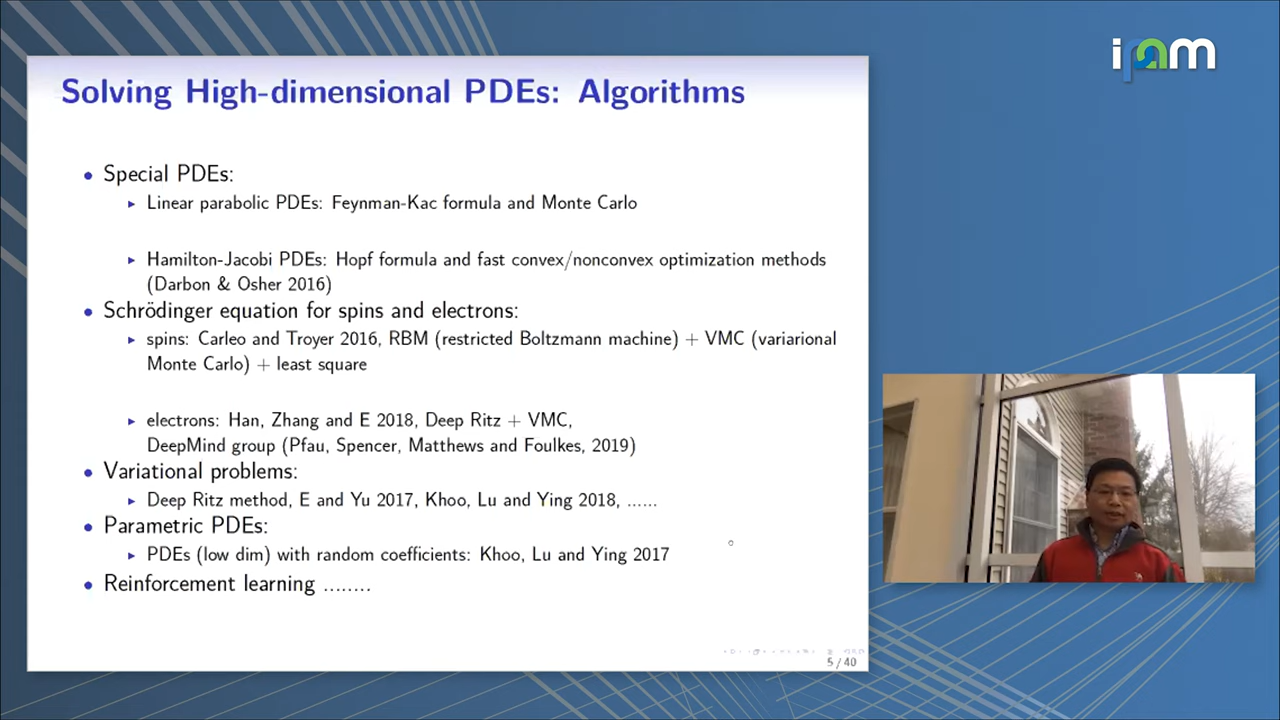 ipam
Solving High-dimensional PDEs: Algorithms
• Special PDEs:
▸ Linear parabolic PDEs: Feynman-Kac formula and Monte Carlo
▸ Hamilton-Jacobi PDEs: Hopf formula and fast convex/nonconvex optimization methods
(Darbon & Osher 2016)
• Schrödinger equation for spins and electrons:
▸ spins: Carleo and Troyer 2016, RBM (restricted Boltzmann machine) + VMC (variarional
Monte Carlo) + least square
▸ electrons: Han, Zhang and E 2018, Deep Ritz + VMC,
DeepMind group (Pfau, Spencer, Matthews and Foulkes, 2019)
• Variational problems:
▸ Deep Ritz method, E and Yu 2017, Khoo, Lu and Ying 2018, ......
• Parametric PDEs:
▸ PDEs (low dim) with random coefficients: Khoo, Lu and Ying 2017
• Reinforcement learning ........
5 / 40